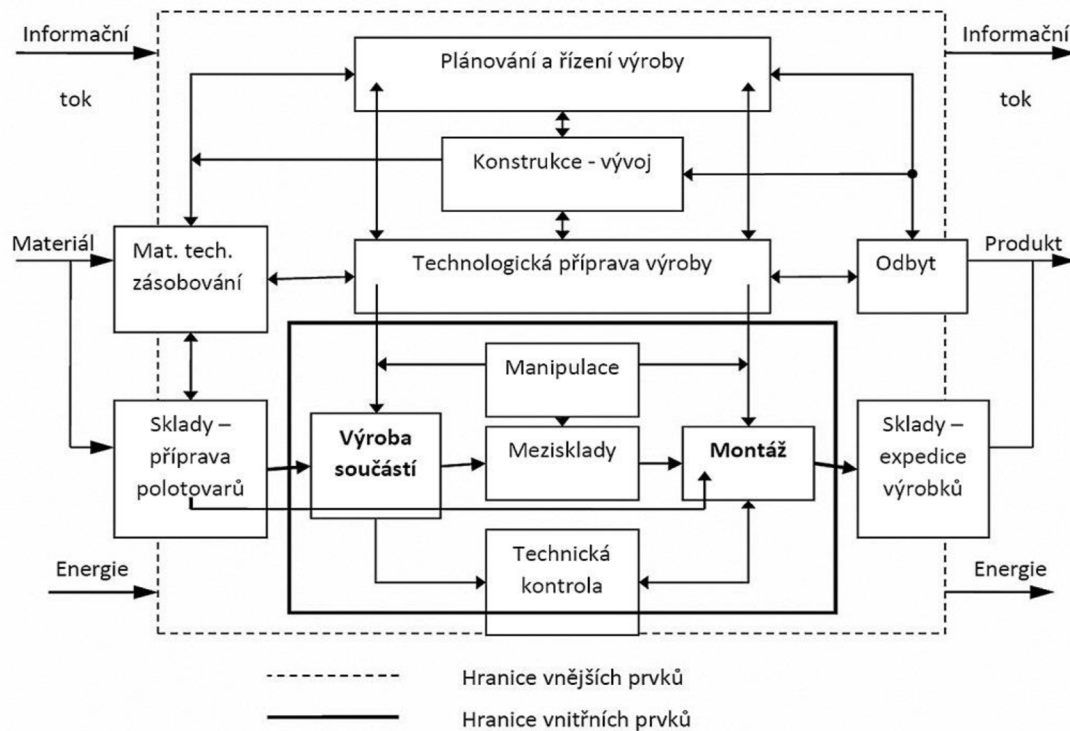 Informační
tok
Informační
tok
Plánování a řízení výroby
Konstrukce - vývoj
Materiál
Mat. tech.
zásobování
Technologická příprava výroby
Odbyt
Produkt
Manipulace
Sklady –
příprava
polotovarů
Výroba
součástí
Mezisklady
Montáž
Sklady –
expedice
výrobků
Technická
kontrola
Energie
Energie
Hranice vnějších prvků
Hranice vnitřních prvků